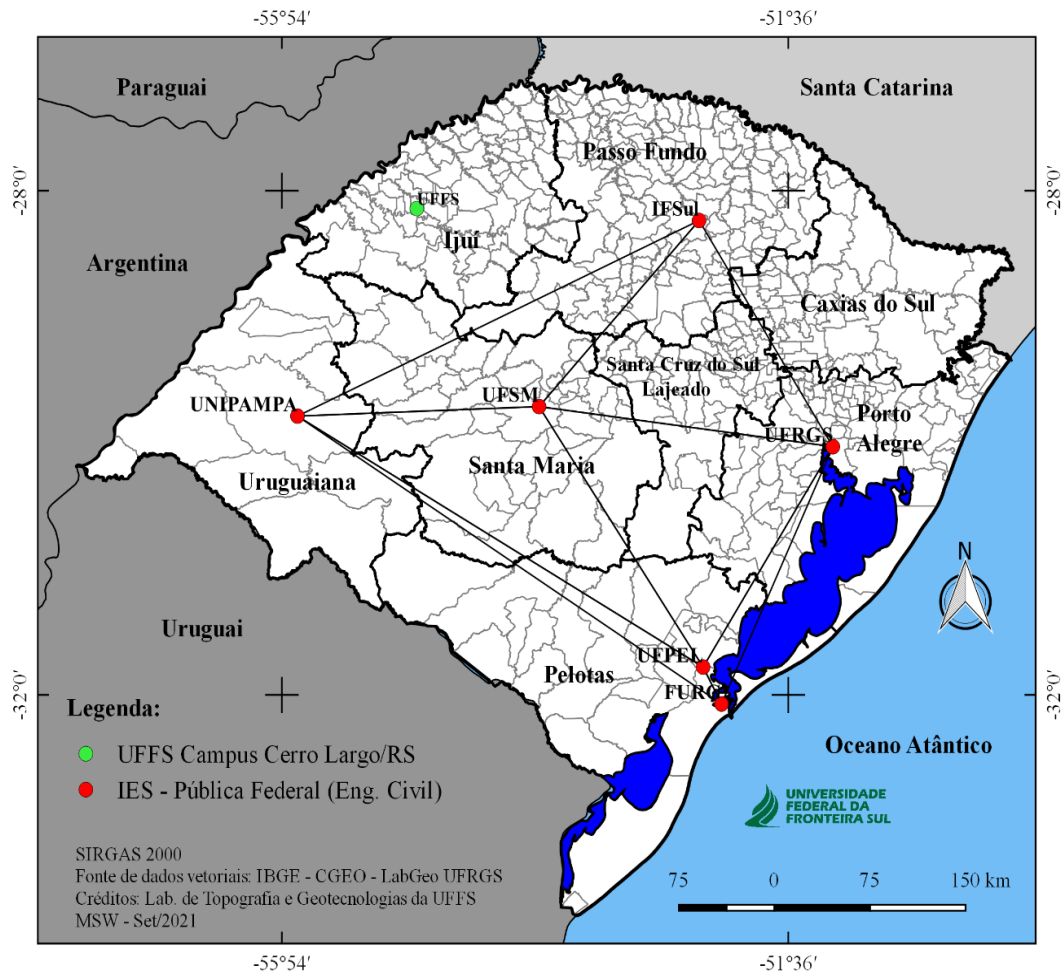 -55°54'
-51°36'
Paraguai
Santa Catarina
Passo Fundo
-28°0'
-28°0'
UFFS
IFSul
Ijuí
Argentina
Caxias do Sul
Santa Cruz do Sul
Lajeado
UFSM
UNIPAMPA
Porto
Alegre
UFRGS
Santa Maria
Uruguaiana
N
Uruguai
UFPEL
Pelotas
FURG
-32°0'
-32°0'
Legenda:
Oceano Atântico
UFFS Campus Cerro Largo/RS
IES - Pública Federal (Eng. Civil)
UNIVERSIDADE
FEDERAL DA
FRONTEIRA SUL
SIRGAS 2000
Fonte de dados vetoriais: IBGE - CGEO - LabGeo UFRGS
Créditos: Lab. de Topografia e Geotecnologias da UFFS
MSW - Set/2021
75 0 75 150 km
-55°54'
-51°36'